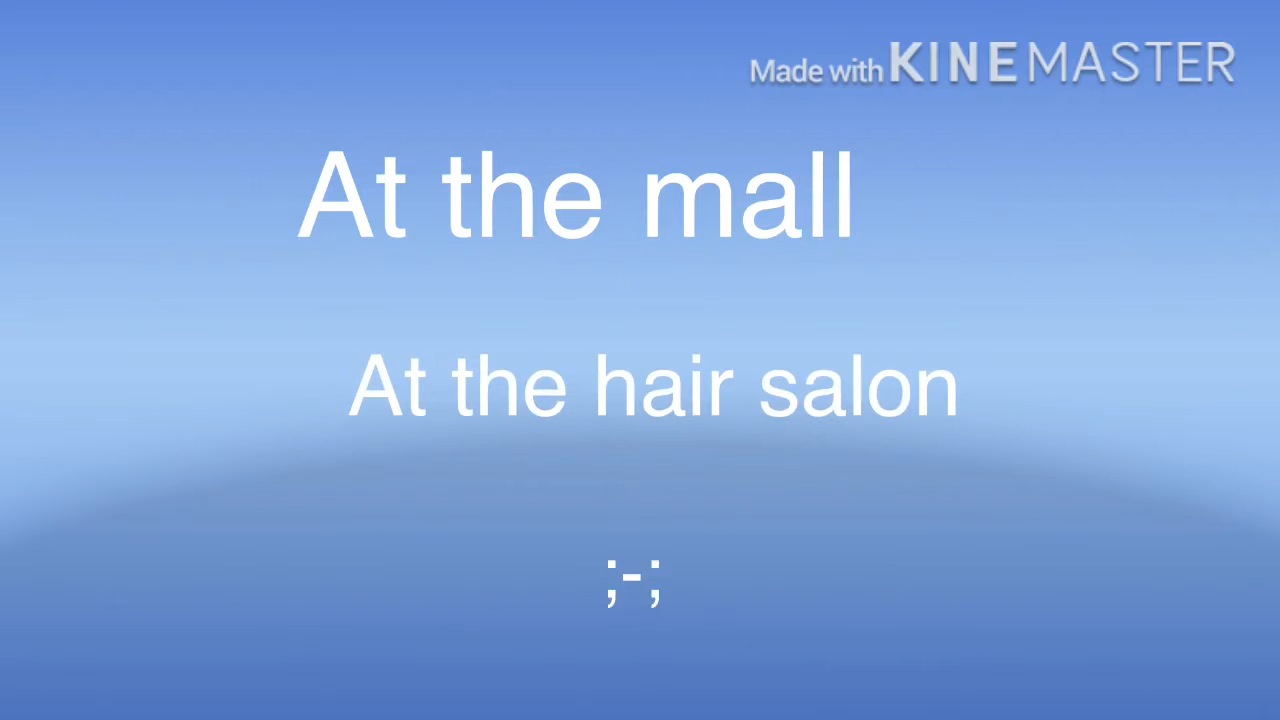 Made with KINEMASTER
At the mall
At the hair salon
;-;